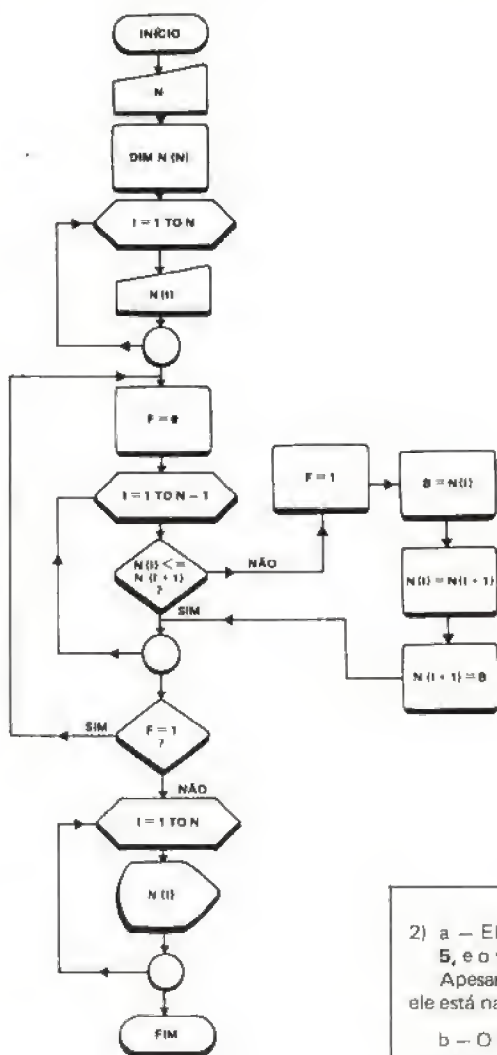 INÍCIO
N
DIM N(N)
I = 1 TO N
N(I)
F = 0
I = 1 TO N – 1
N(I) <=
N(I + 1)
?
NÃO
SIM
F = 1
B = N(I)
N(I) = N(I + 1)
N(I + 1) = B
F = 1
?
SIM
NÃO
I = 1 TO N
N(I)
FIM
2) a –
5, e o
Apesar
ele está na
b – O